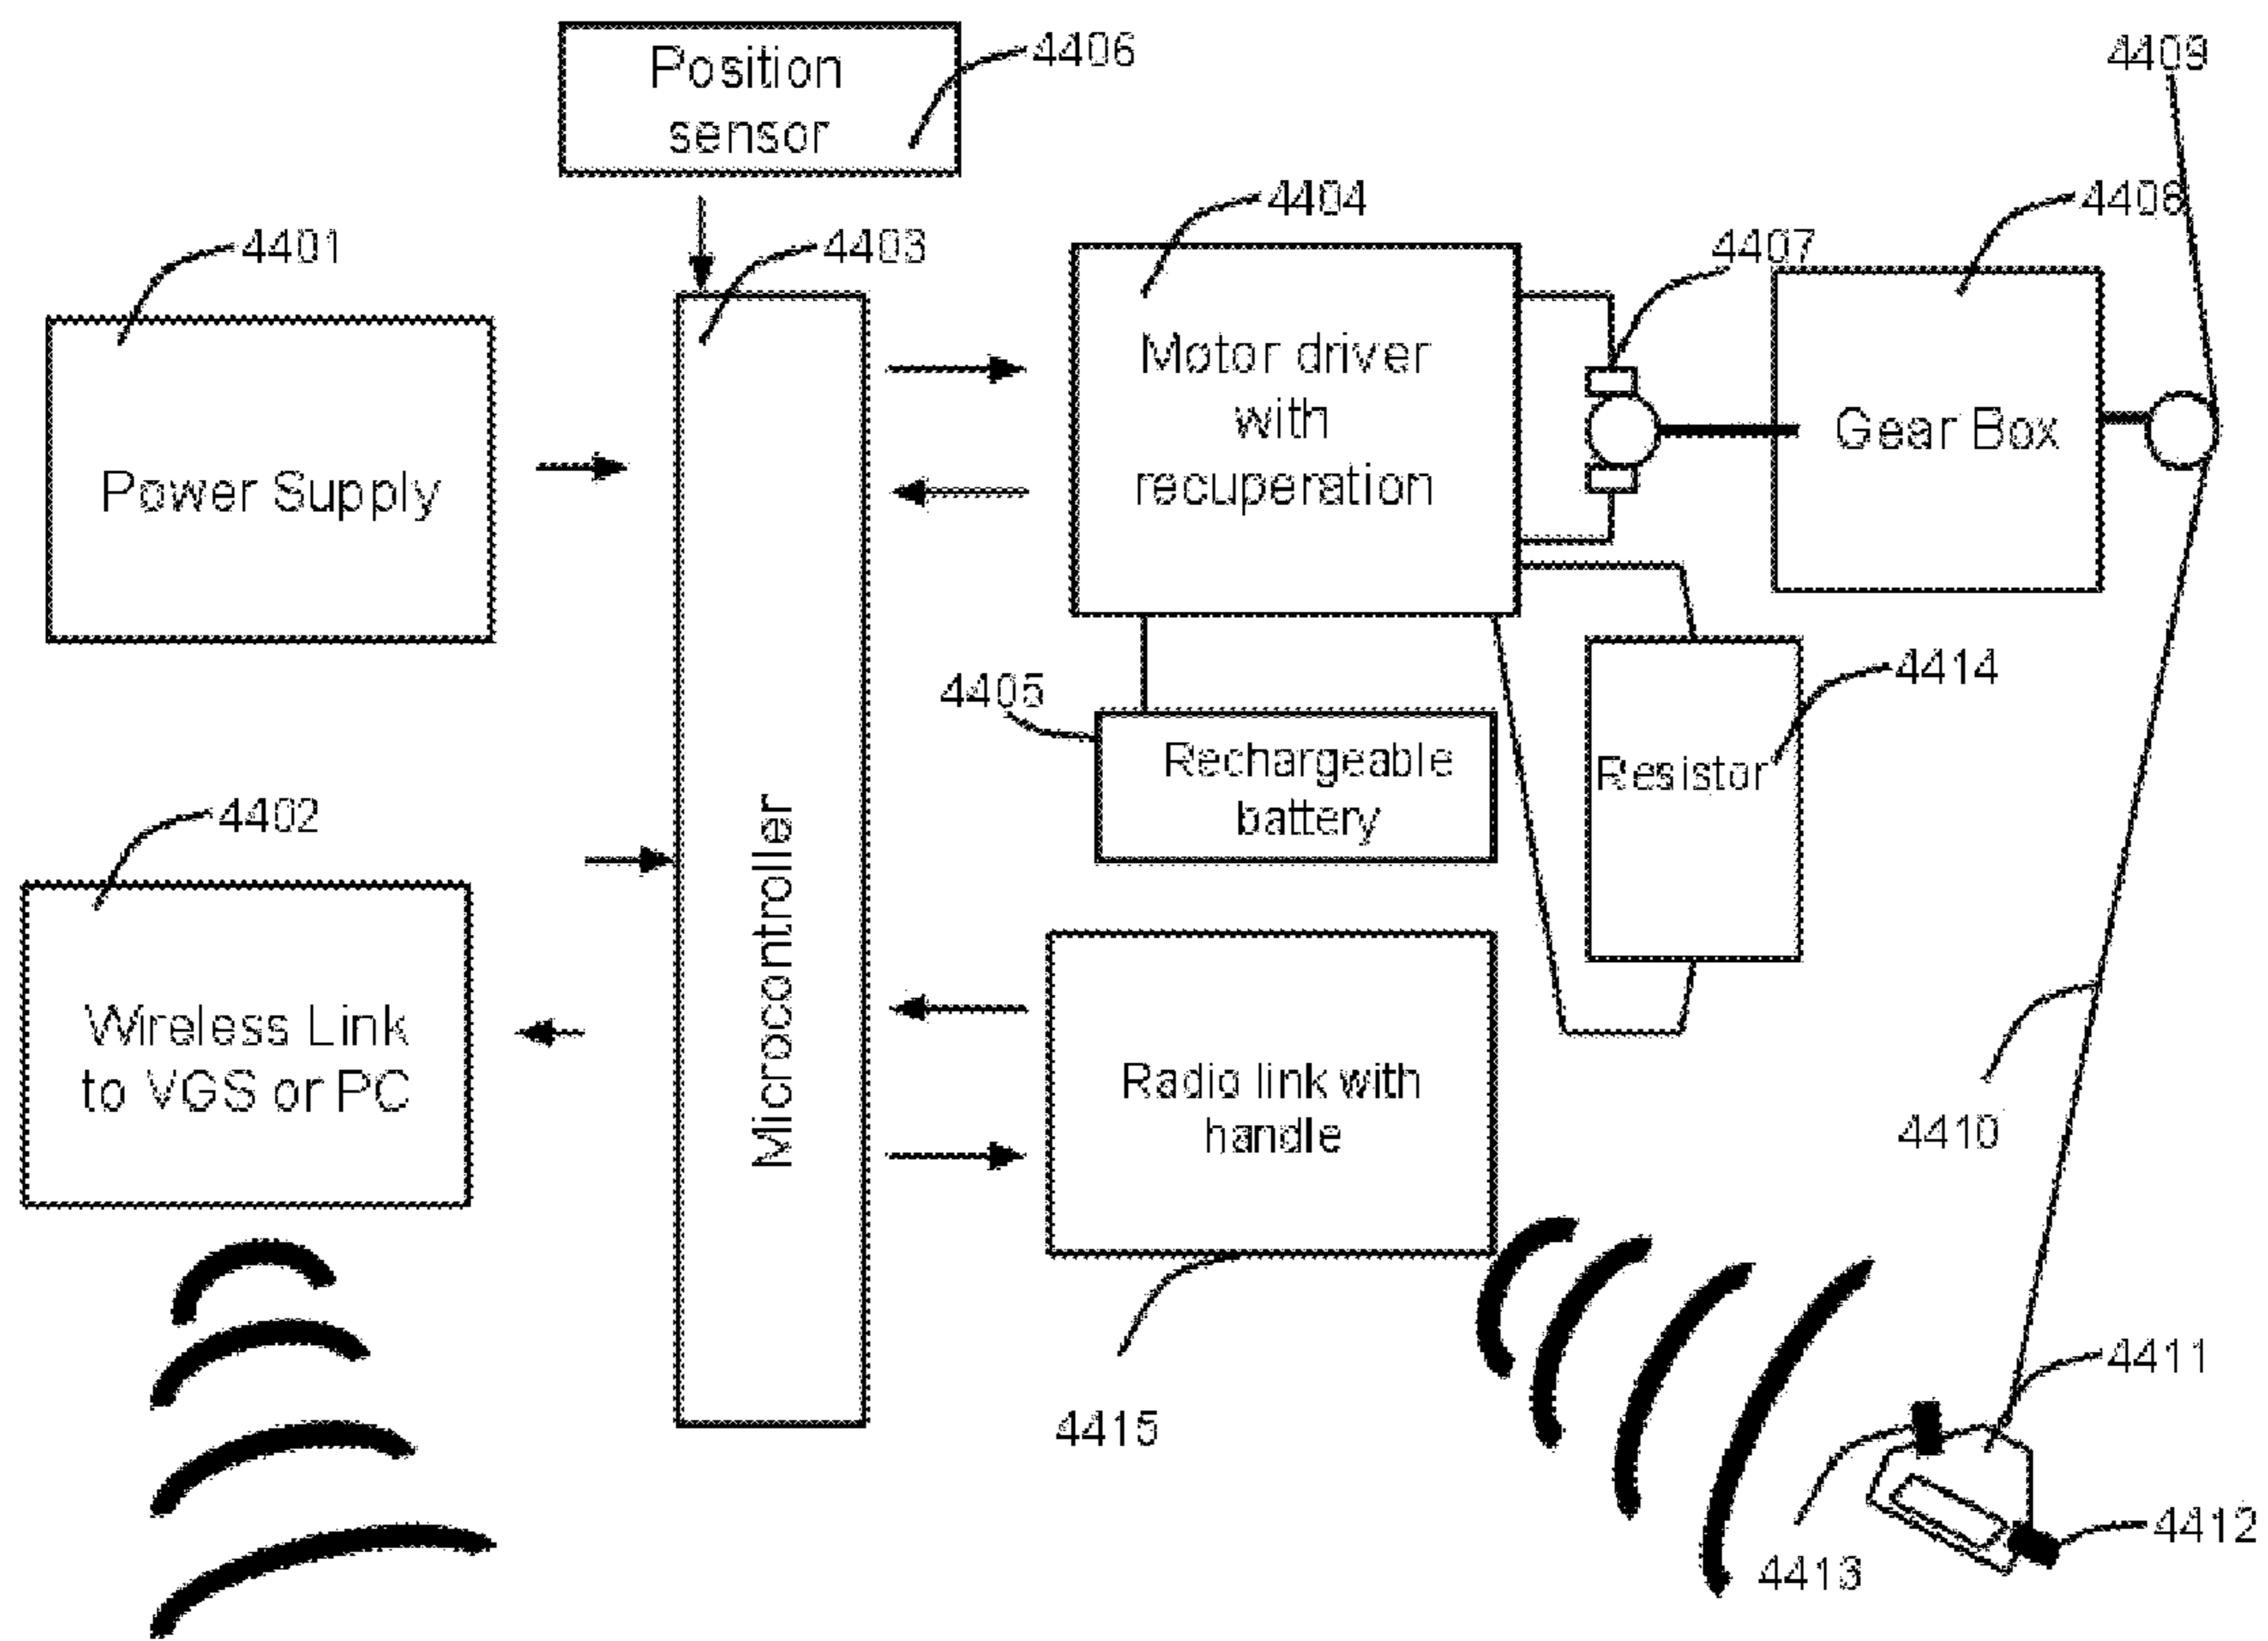 Position
sensor
4406
4409
4401
4403
4404
4407
4408
Power Supply
Motor driver
with
recuperation
Gear Box
4405
Rechargeable
battery
4414
Resistor
4402
Wireless Link
to VGS or PC
Microcontroller
Radio link with
handle
4410
4415
4411
4412
4413